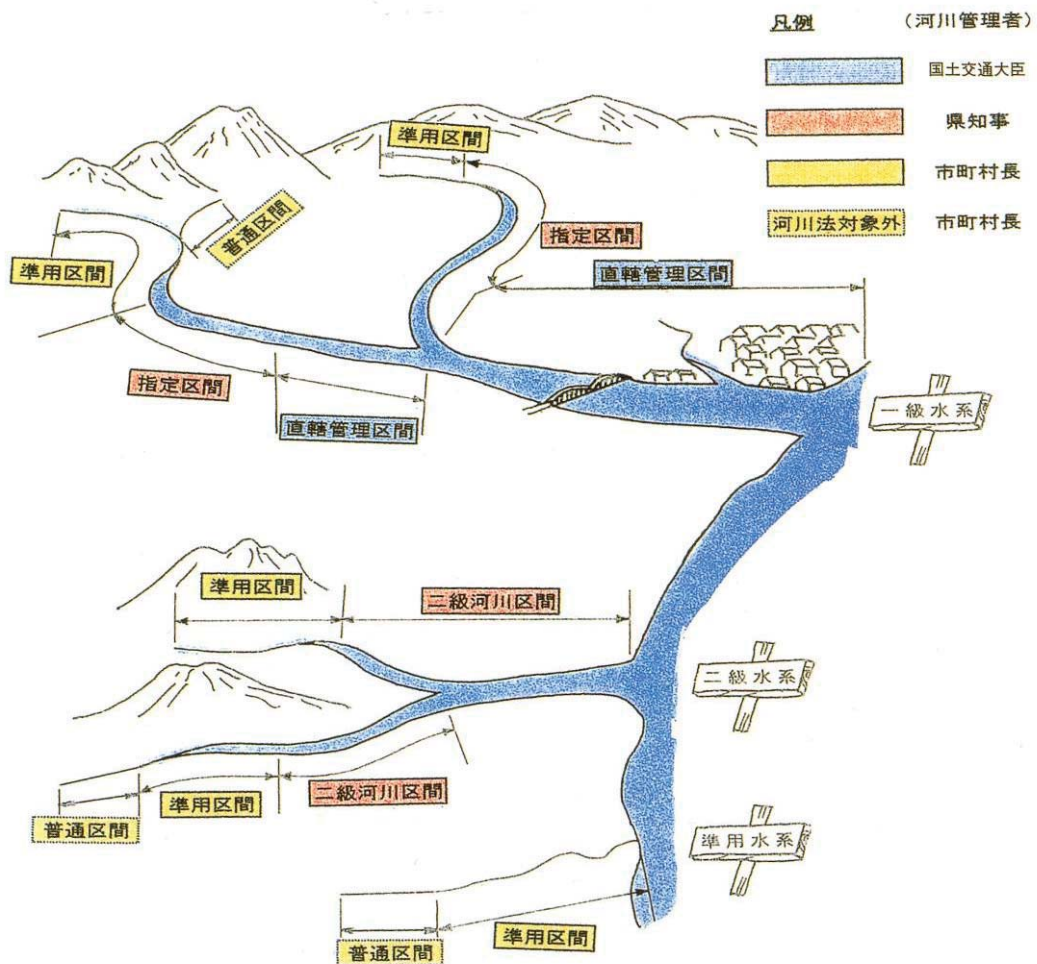 凡例 (河川管理者)
国土交通大臣
県知事
市町村長
河川法対象外 市町村長
準用区間
普通区間
指定区間
準用区間
直轄管理区間
指定区間
直轄管理区間
一級水系
準用区間
二級河川区間
二級水系
準用区間
二級河川区間
普通区間
準用水系
準用区間
普通区間